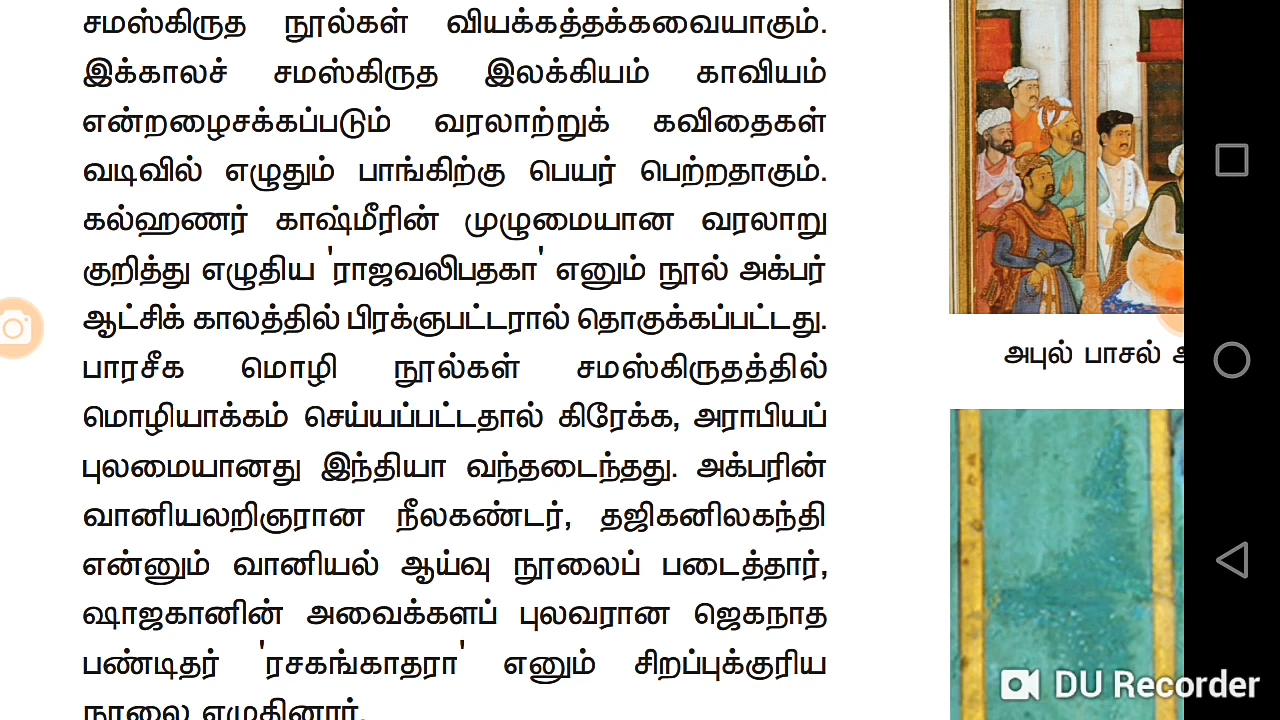 சமஸ்கிருத நூல்கள் வியக்கத்தக்கவையாகும்.
இக்காலச் சமஸ்கிருத இலக்கியம் காவியம்
என்றழைசக்கப்படும் வரலாற்றுக் கவிதைகள்
வடிவில் எழுதும் பாங்கிற்கு பெயர் பெற்றதாகும்.
கல்ஹணர் காஷ்மீரின் முழுமையான வரலாறு
குறித்து எழுதிய 'ராஜவலிபதகா' எனும் நூல் அக்பர்
ஆட்சிக் காலத்தில் பிரக்ஞபட்டரால் தொகுக்கப்பட்டது.
பாரசீக மொழி நூல்கள் சமஸ்கிருதத்தில்
மொழியாக்கம் செய்யப்பட்டதால் கிரேக்க, அராபியப்
புலமையானது இந்தியா வந்தடைந்தது. அக்பரின்
வானியலறிஞரான நீலகண்டர், தஜிகனிலகந்தி
என்னும் வானியல் ஆய்வு நூலைப் படைத்தார்,
ஷாஜகானின் அவைக்களப் புலவரான ஜெகநாத
பண்டிதர் 'ரசகங்காதரா' எனும் சிறப்புக்குரிய
நூலை எழுதினார்.
அபுல் பாசல்
DU Recorder